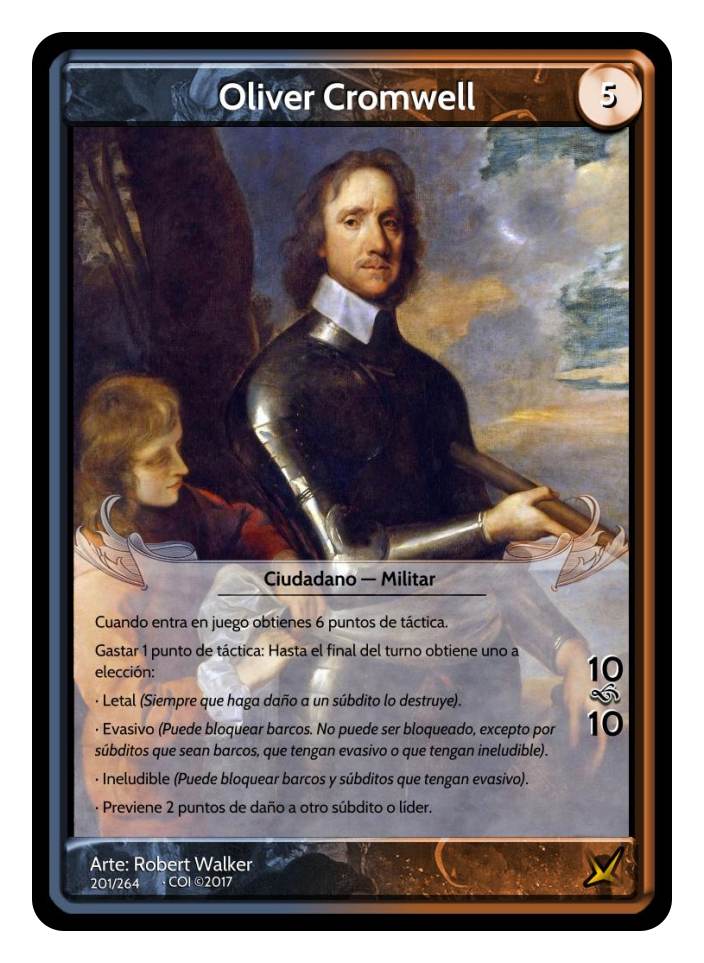 Oliver Cromwell
5
Ciudadano — Militar
Cuando entra en juego obtienes 6 puntos de táctica.
Gastar 1 punto de táctica: Hasta el final del turno obtiene uno a
elección:
· Letal (Siempre que haga daño a un súbdito lo destruye).
· Evasivo (Puede bloquear barcos. No puede ser bloqueado, excepto por
súbditos que sean barcos, que tengan evasivo o que tengan ineludible).
· Ineludible (Puede bloquear barcos y súbditos que tengan evasivo).
· Previene 2 puntos de daño a otro súbdito o líder.
10
10
Arte: Robert Walker
201/264 · COI ©2017